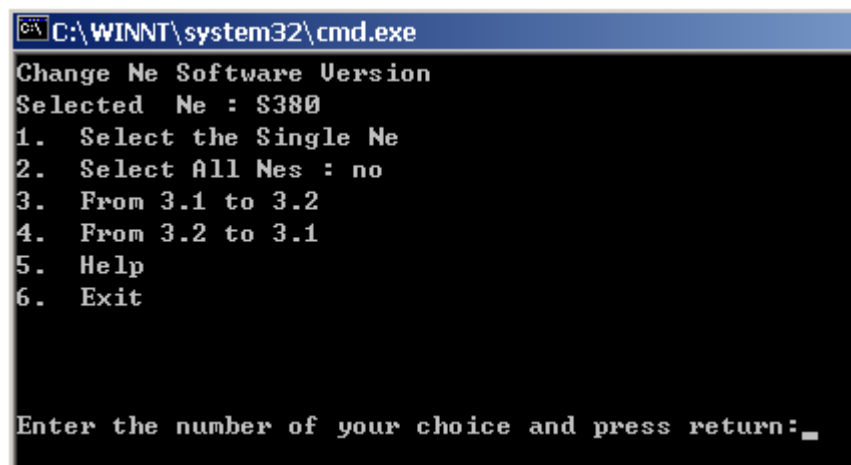 C:\WINNT\system32\cmd.exe
Change Ne Software Version
Selected  Ne : S380
1.  Select the Single Ne
2.  Select All Nes : no
3.  From 3.1 to 3.2
4.  From 3.2 to 3.1
5.  Help
6.  Exit
Enter the number of your choice and press return:_